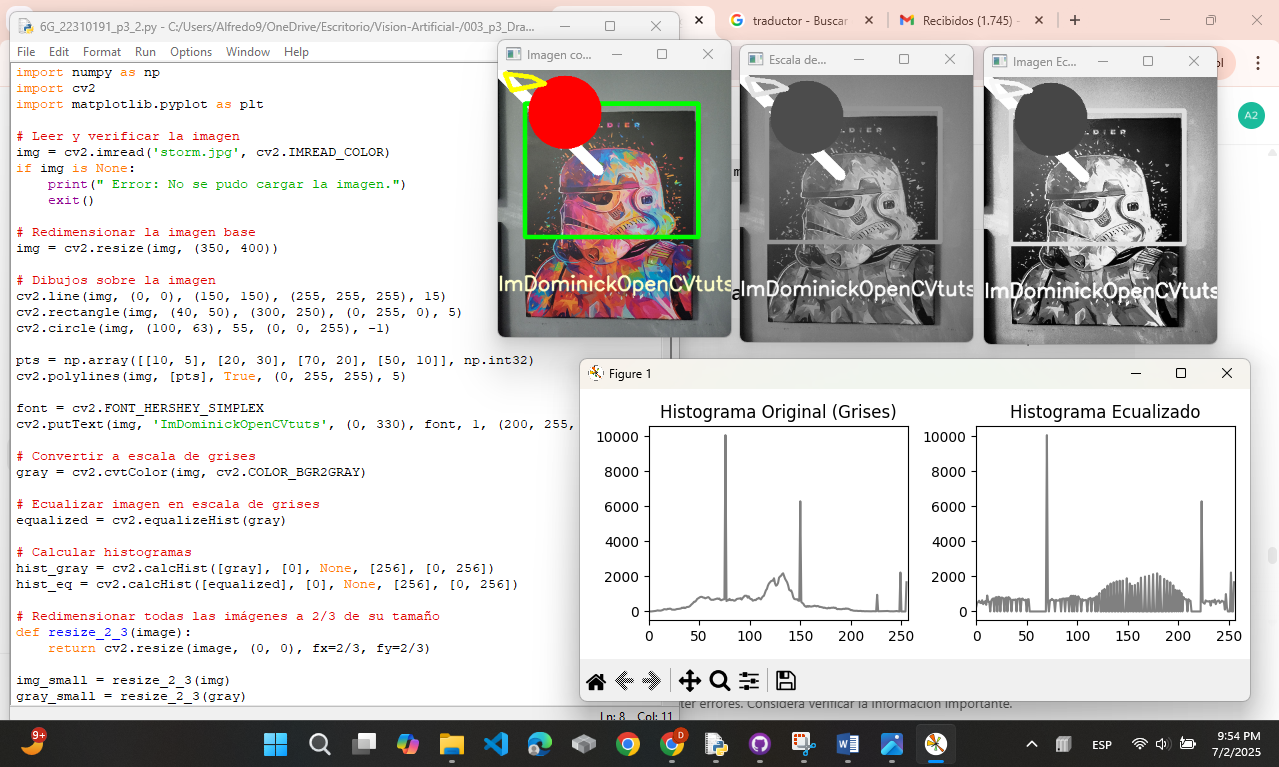 6G_22310191_p3_2.py - C:/Users/Alfredo9/OneDrive/Escritorio/Vision-Artificial-/003_p3_Dra...
File Edit Format Run Options Window Help
import numpy as np
import cv2
import matplotlib.pyplot as plt
# Leer y verificar la imagen
img = cv2.imread('storm.jpg', cv2.IMREAD_COLOR)
if img is None:
print(" Error: No se pudo cargar la imagen.")
exit()
# Redimensionar la imagen base
img = cv2.resize(img, (350, 400))
# Dibujos sobre la imagen
cv2.line(img, (0, 0), (150, 150), (255, 255, 255), 15)
cv2.rectangle(img, (40, 50), (300, 250), (0, 255, 0), 5)
cv2.circle(img, (100, 63), 55, (0, 0, 255), -1)
pts = np.array([[10, 5], [20, 30], [70, 20], [50, 10]], np.int32)
cv2.polylines(img, [pts], True, (0, 255, 255), 5)
font = cv2.FONT_HERSHEY_SIMPLEX
cv2.putText(img, 'ImDominickOpenCVtuts', (0, 330), font, 1, (200, 255,
# Convertir a escala de grises
gray = cv2.cvtColor(img, cv2.COLOR_BGR2GRAY)
# Ecualizar imagen en escala de grises
equalized = cv2.equalizeHist(gray)
# Calcular histogramas
hist_gray = cv2.calcHist([gray], [0], None, [256], [0, 256])
hist_eq = cv2.calcHist([equalized], [0], None, [256], [0, 256])
# Redimensionar todas las imágenes a 2/3 de su tamaño
def resize_2_3(image):
return cv2.resize(image, (0, 0), fx=2/3, fy=2/3)
img_small = resize_2_3(img)
gray_small = resize_2_3(gray)
Ln: 8 Col: 11
traductor - Buscar
Recibidos (1.745) -
A2
Imagen co...
LDIER
ImDominickOpenCVtuts
Escala de...
LDIER
ImDominickOpenCVtuts
Imagen Ec...
DIER
ImDominickOpenCVtuts
Figure 1
Histograma Original (Grises)
10000
8000
6000
4000
2000
0
0 50 100 150 200 250
Histograma Ecualizado
10000
8000
6000
4000
2000
0
0 50 100 150 200 250
ter errores. Considera verificar la información importante.
9+
D
ESP
9:54 PM
7/2/2025